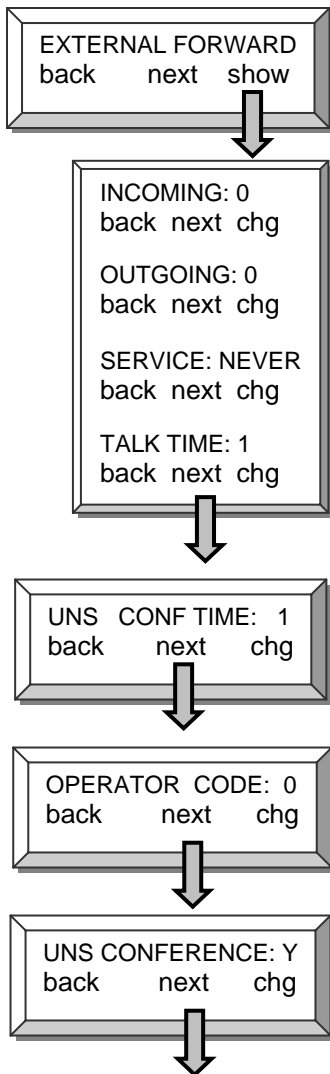 EXTERNAL FORWARD
back next show
INCOMING: 0
back next chg
OUTGOING: 0
back next chg
SERVICE: NEVER
back next chg
TALK TIME: 1
back next chg
UNS CONF TIME: 1
back next chg
OPERATOR CODE: 0
back next chg
UNS CONFERENCE: Y
back next chg